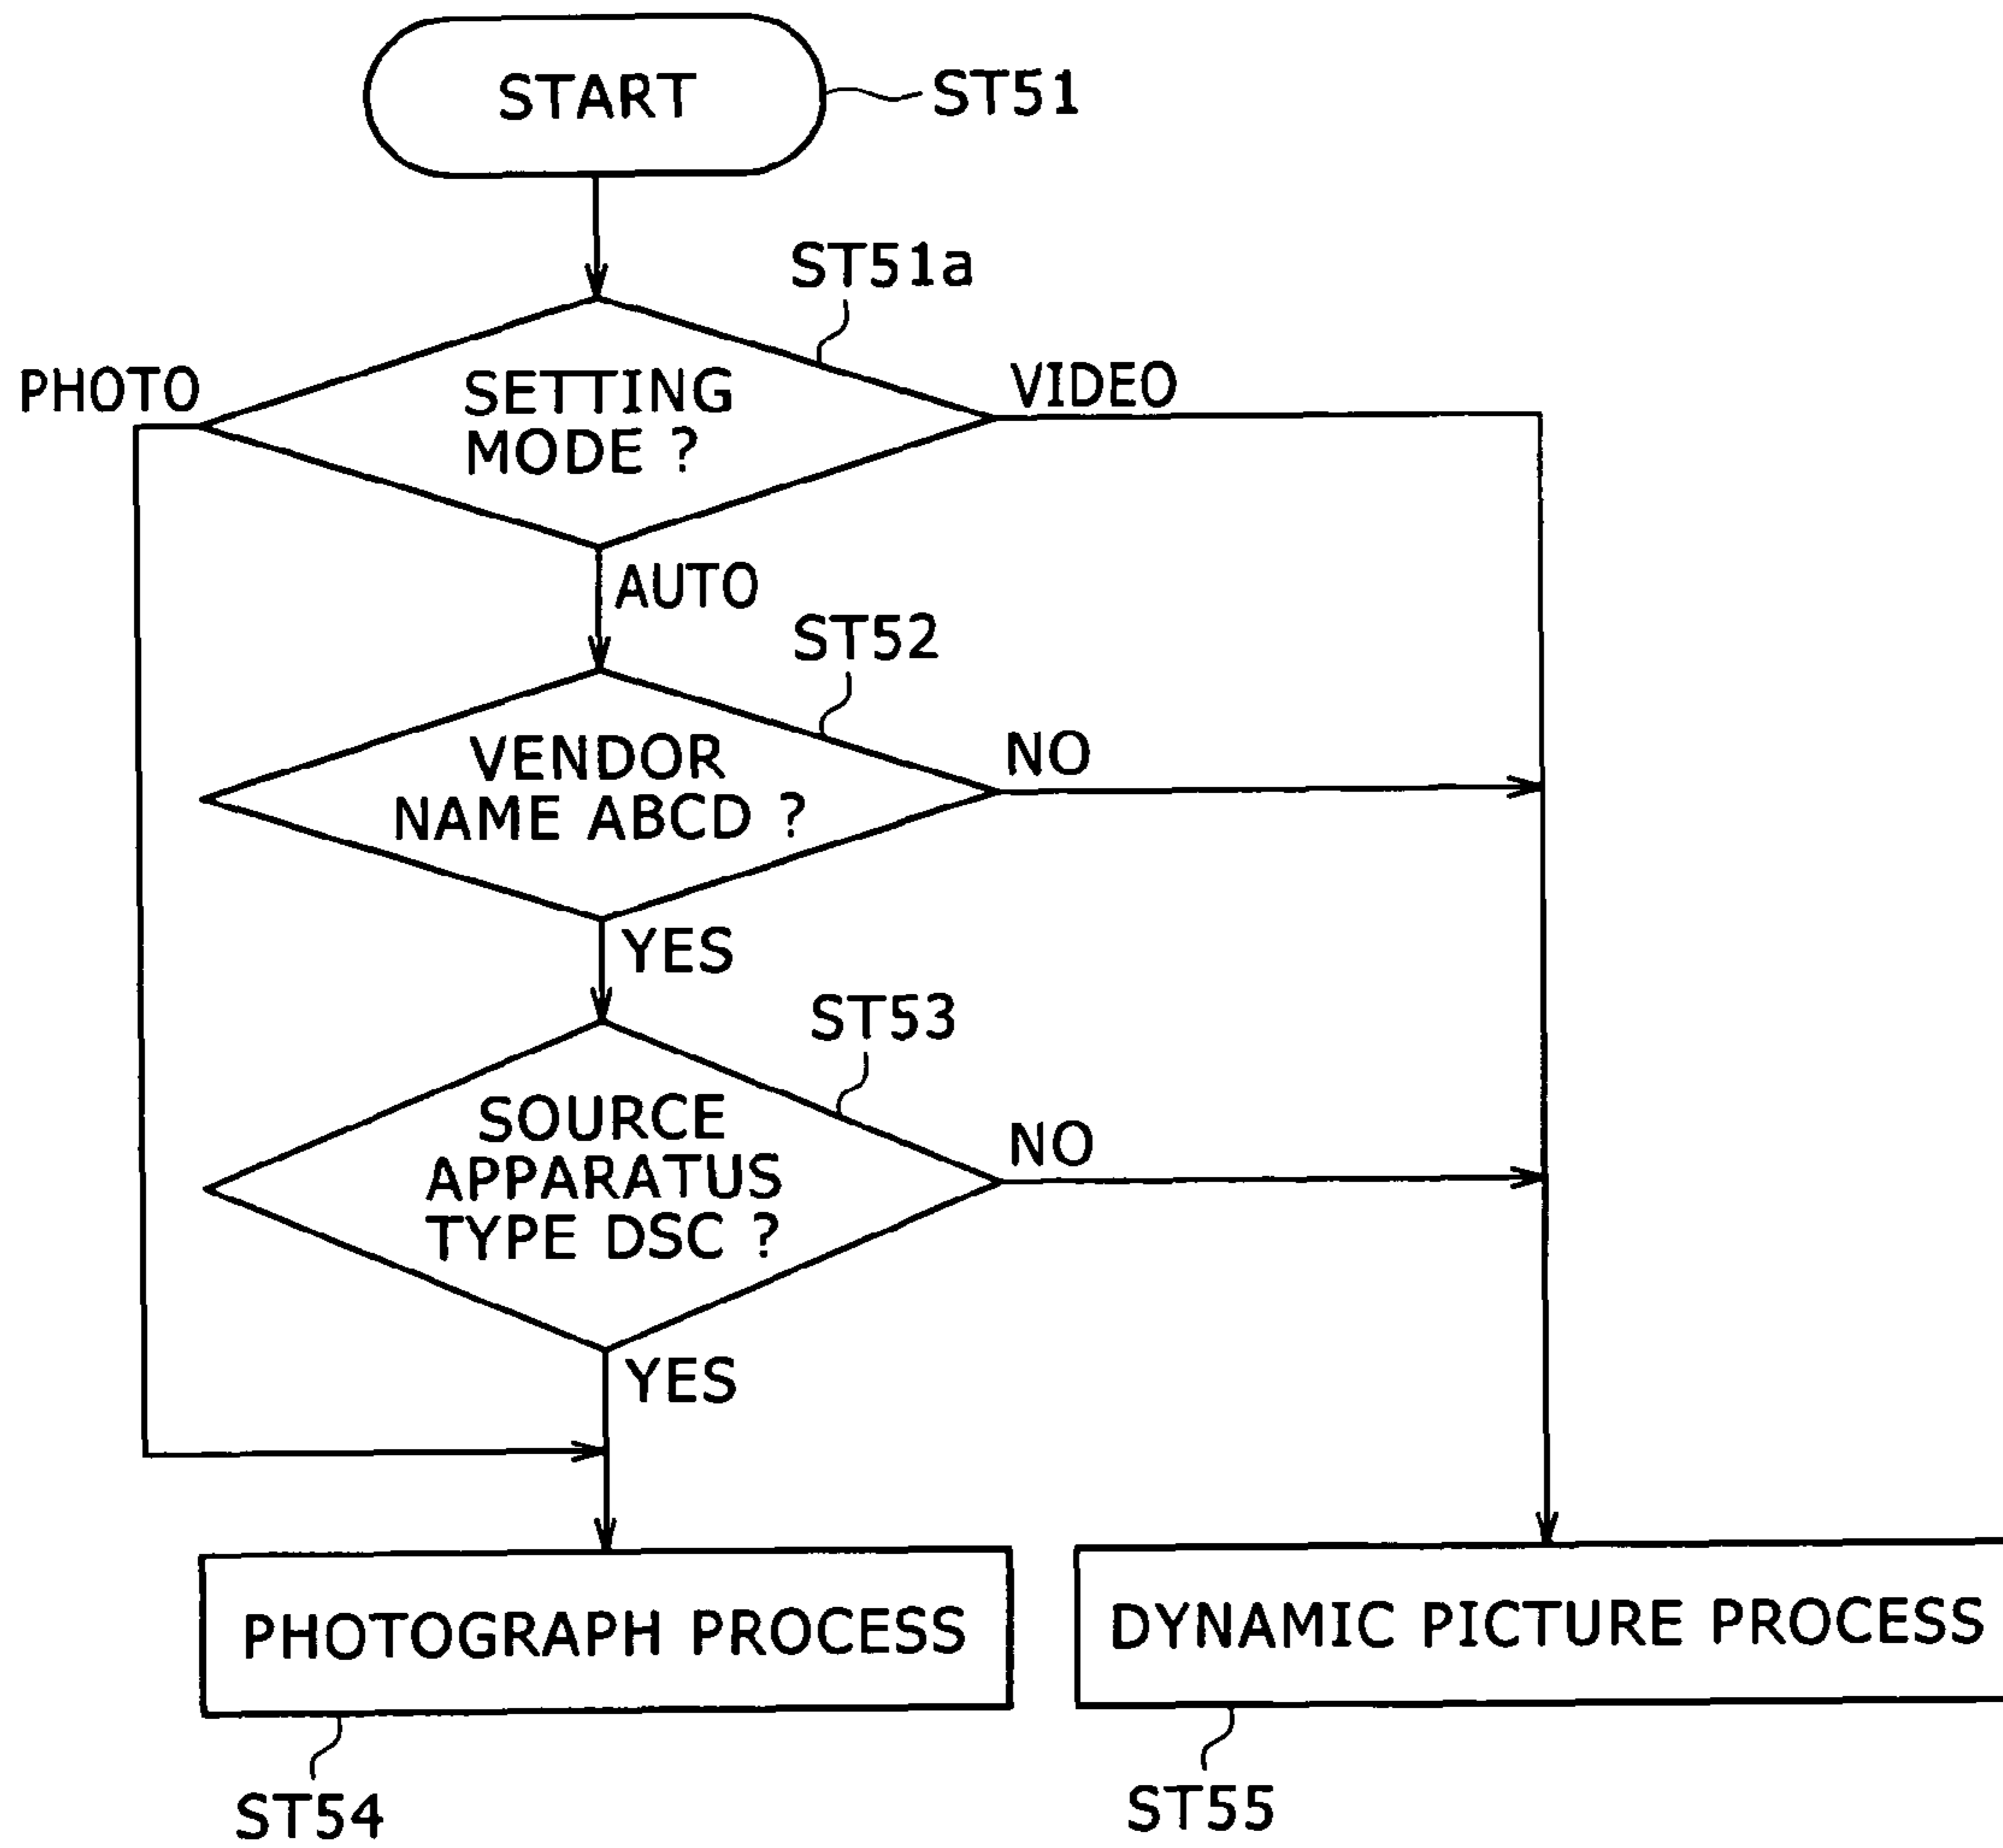 START
ST51
ST51a
PHOTO
SETTING
MODE ?
VIDEO
AUTO
ST52
VENDOR
NAME ABCD ?
NO
YES
ST53
SOURCE
APPARATUS
TYPE DSC ?
NO
YES
PHOTOGRAPH PROCESS
DYNAMIC PICTURE PROCESS
ST54
ST55